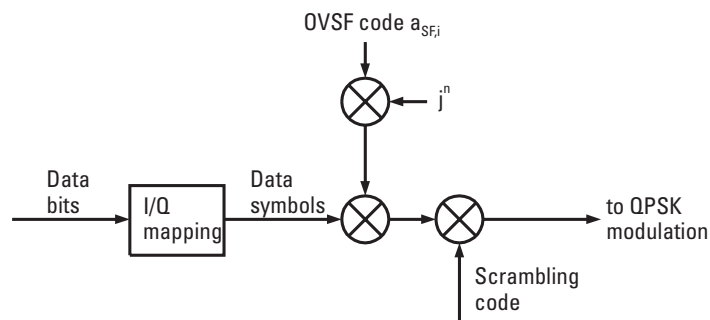 OVSF code a_SF,i
j^n
Data
bits
I/Q
mapping
Data
symbols
to QPSK
modulation
Scrambling
code